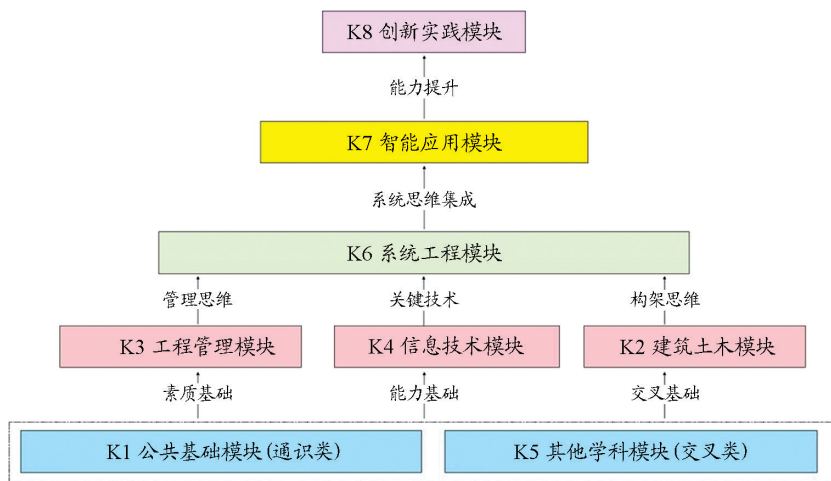 K8 创新实践模块
能力提升
K7 智能应用模块
系统思维集成
K6 系统工程模块
管理思维 关键技术 构架思维
K3 工程管理模块 K4 信息技术模块 K2 建筑土木模块
素质基础 能力基础 交叉基础
K1 公共基础模块(通识类) K5 其他学科模块(交叉类)